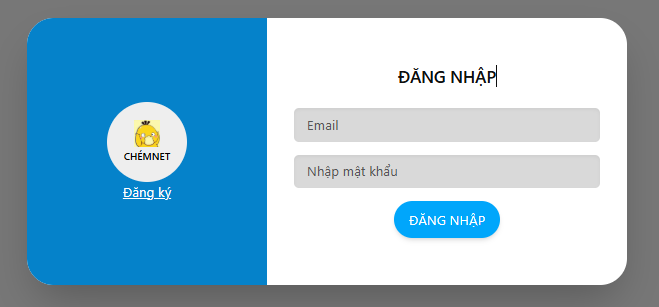 CHÉMNET
Đăng ký
ĐĂNG NHẬP
Email
Nhập mật khẩu
ĐĂNG NHẬP